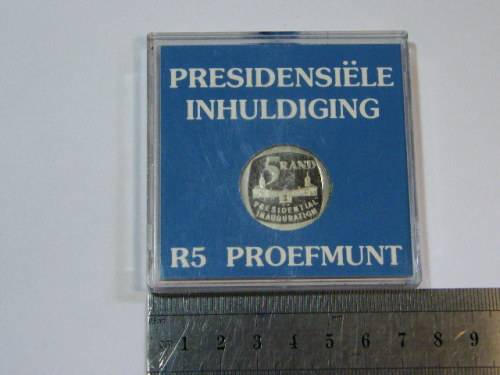 PRESIDENSIËLE
INHULDIGING
5 RAND
PRESIDENTIAL
INAUGURATION
R5 PROEFMUNT
1 2 3 4 5 6 7 8 9